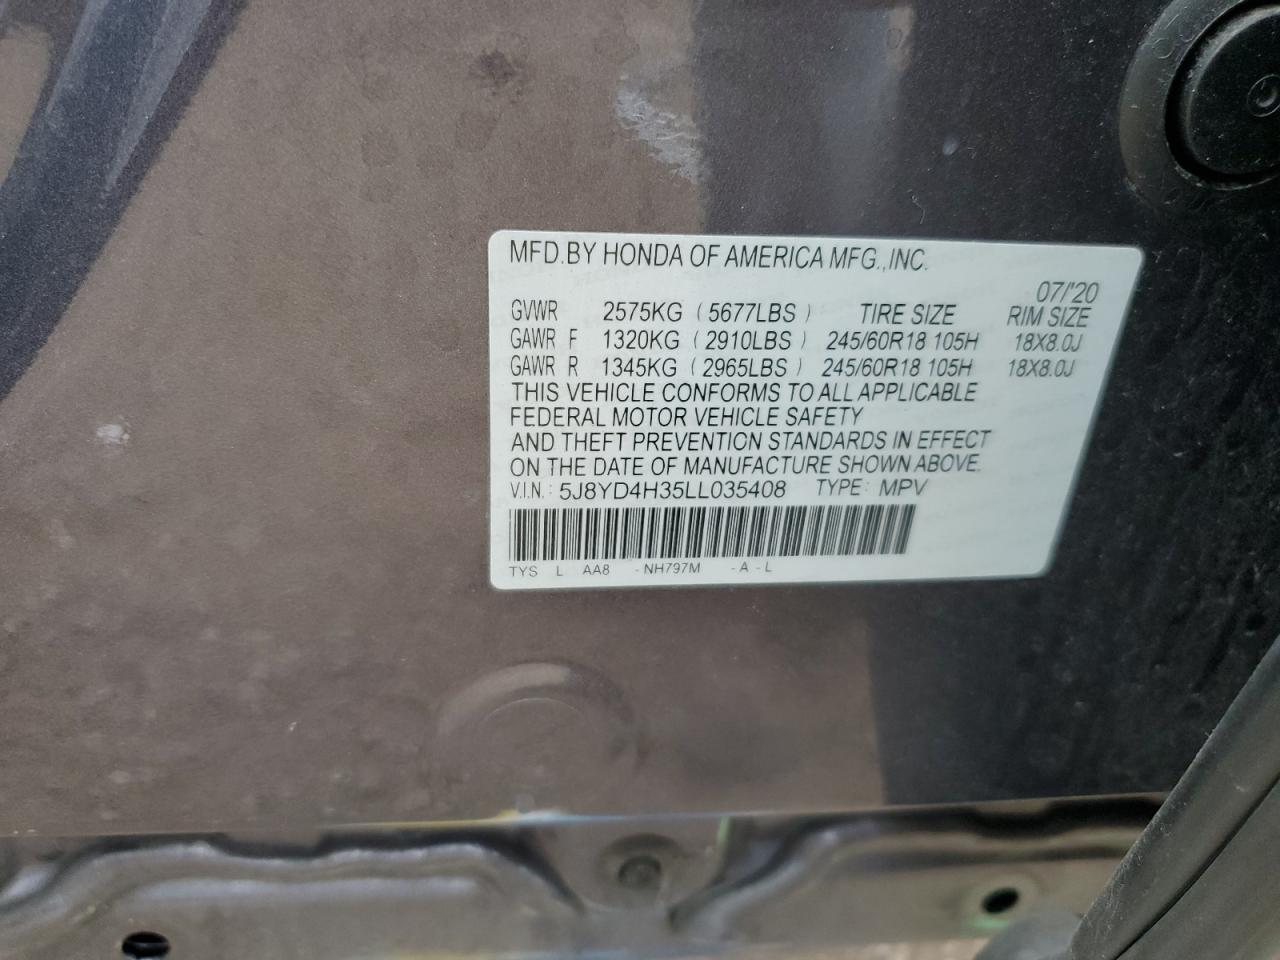 MFD.BY HONDA OF AMERICA MFG.,INC.
07/'20
GVWR 2575KG ( 5677LBS ) TIRE SIZE RIM SIZE
GAWR F 1320KG ( 2910LBS ) 245/60R18 105H 18X8.0J
GAWR R 1345KG ( 2965LBS ) 245/60R18 105H 18X8.0J
THIS VEHICLE CONFORMS TO ALL APPLICABLE
FEDERAL MOTOR VEHICLE SAFETY
AND THEFT PREVENTION STANDARDS IN EFFECT
ON THE DATE OF MANUFACTURE SHOWN ABOVE.
V.I.N.: 5J8YD4H35LL035408 TYPE: MPV
TYS L AA8 -NH797M -A-L